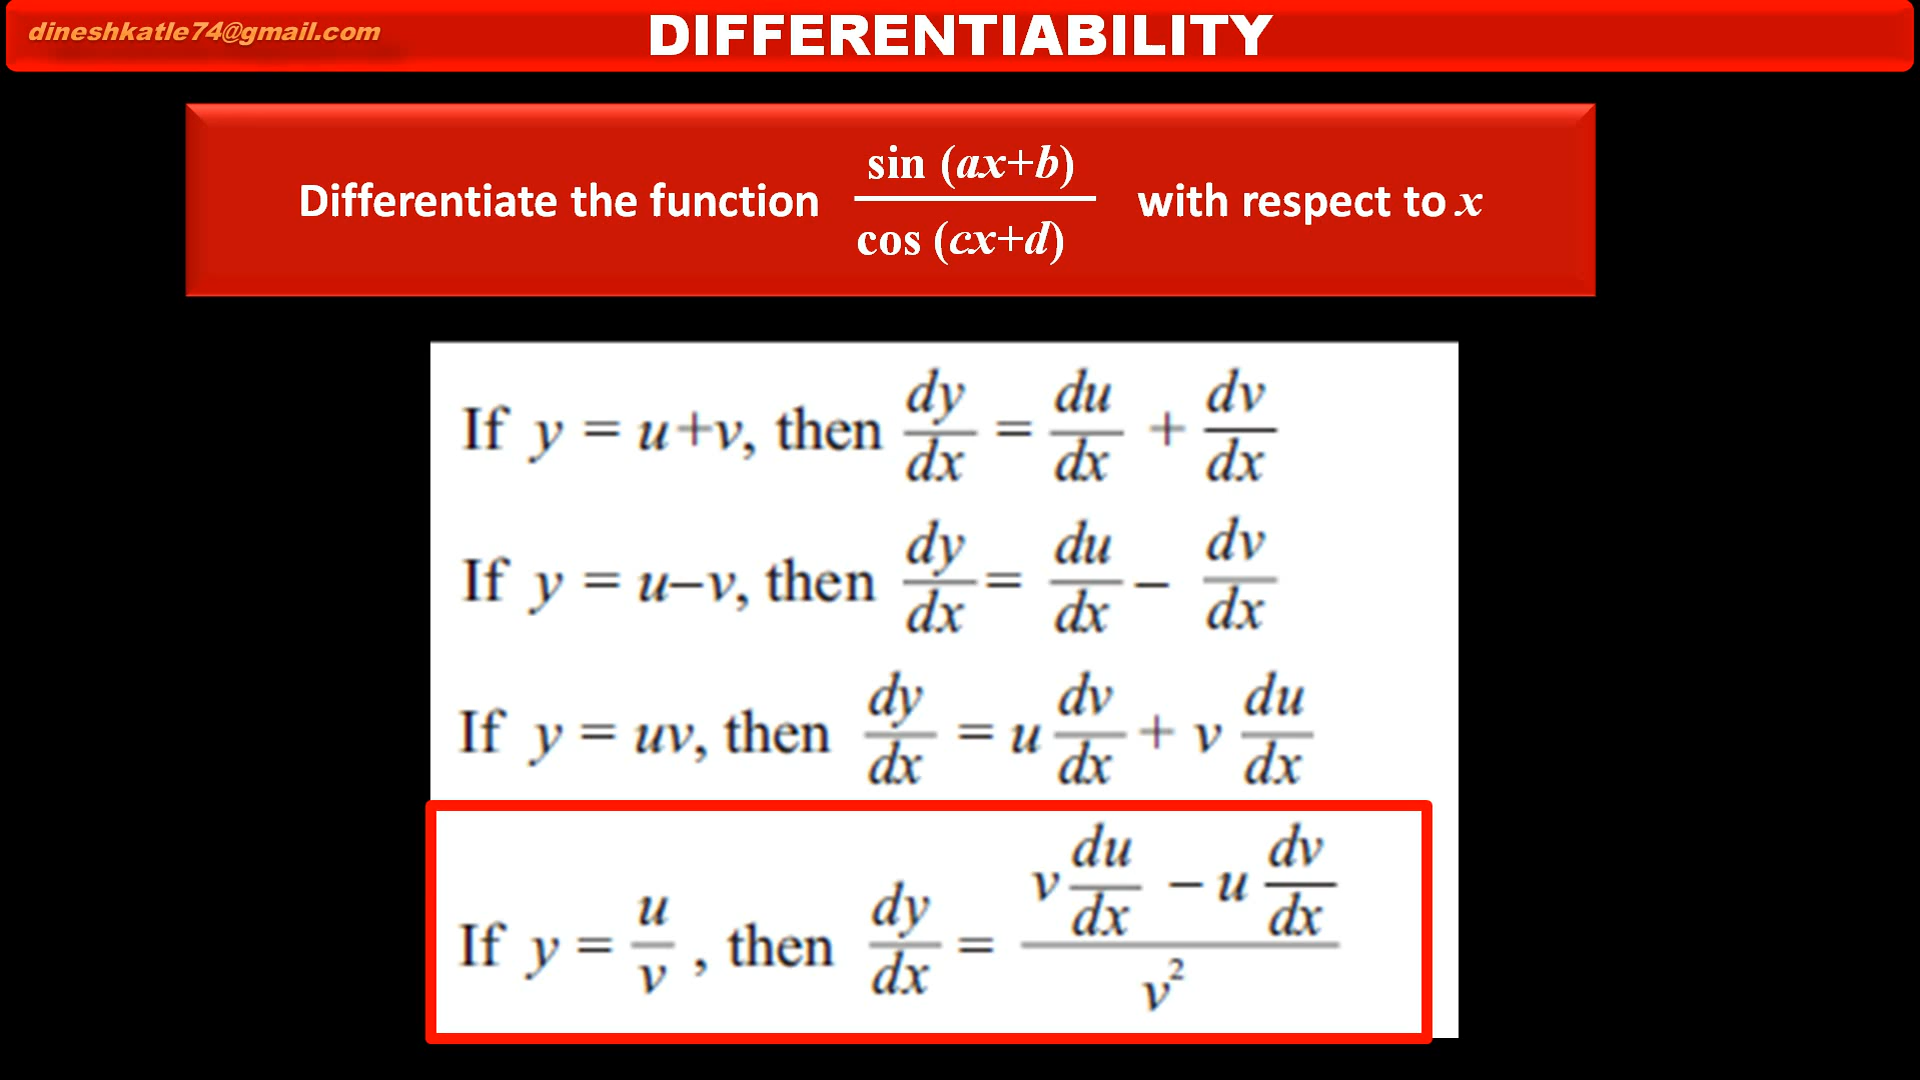 dineshkatle74@gmail.com
DIFFERENTIABILITY
Differentiate the function sin (ax+b) / cos (cx+d) with respect to x
If y = u+v, then dy/dx = du/dx + dv/dx
If y = u–v, then dy/dx = du/dx – dv/dx
If y = uv, then dy/dx = u dv/dx + v du/dx
If y = u/v , then dy/dx = (v du/dx – u dv/dx) / v²